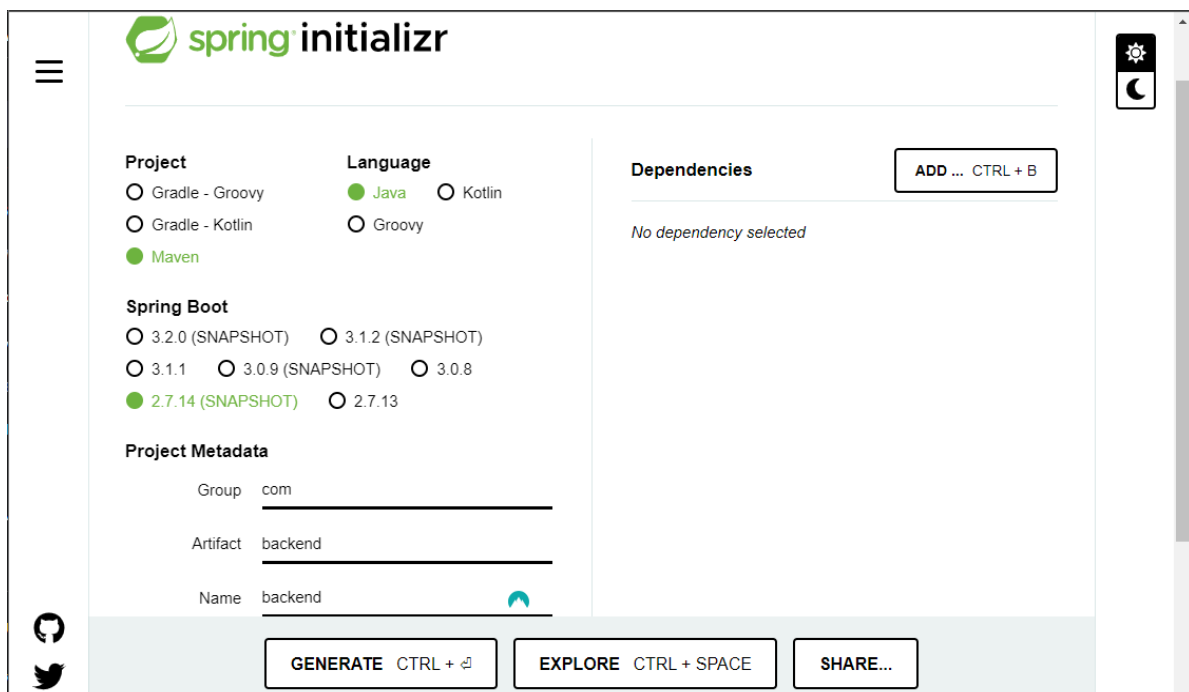 spring initializr
Project
Gradle - Groovy
Gradle - Kotlin
Maven
Language
Java Kotlin
Groovy
Spring Boot
3.2.0 (SNAPSHOT) 3.1.2 (SNAPSHOT)
3.1.1 3.0.9 (SNAPSHOT) 3.0.8
2.7.14 (SNAPSHOT) 2.7.13
Project Metadata
Group com
Artifact backend
Name backend
Dependencies
ADD ... CTRL + B
No dependency selected
GENERATE CTRL + ⏎
EXPLORE CTRL + SPACE
SHARE...